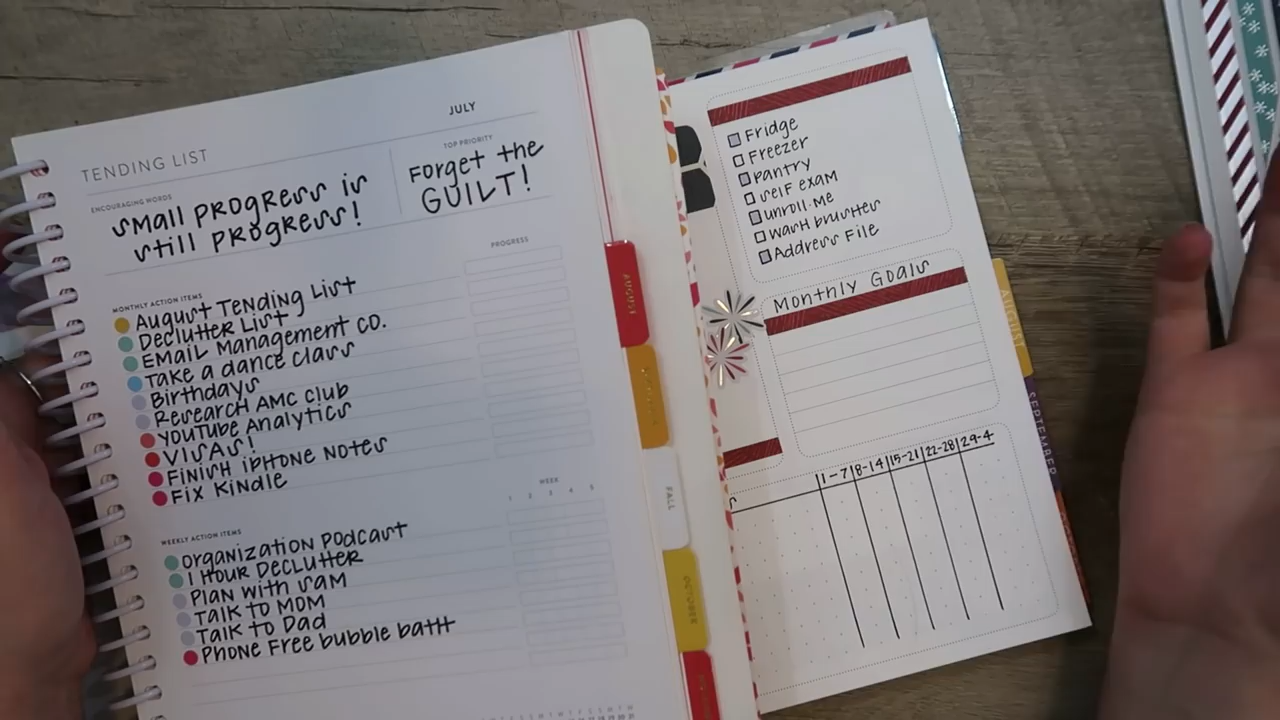 JULY
TENDING LIST
ENCOURAGING WORDS
TOP PRIORITY
small progress is
still progress!
Forget the
GUILT!
PROGRESS
MONTHLY ACTION ITEMS
August Tending List
Declutter List
Email Management CO.
Take a dance class
Birthdays
Research AMC Club
YouTube Analytics
VISAs!
Finish iPhone Notes
Fix Kindle
WEEK
1 2 3 4 5
WEEKLY ACTION ITEMS
Organization Podcast
1 Hour Declutter
Plan with Sam
Talk to Mom
Talk to Dad
Phone Free bubble bath
AUGUST
FALL
OCTOBER
Fridge
Freezer
pantry
self exam
unroll.me
wash brushes
Address File
Monthly Goals
1-7 8-14 15-21 22-28 29-4
AUGUST
SEPTEMBER